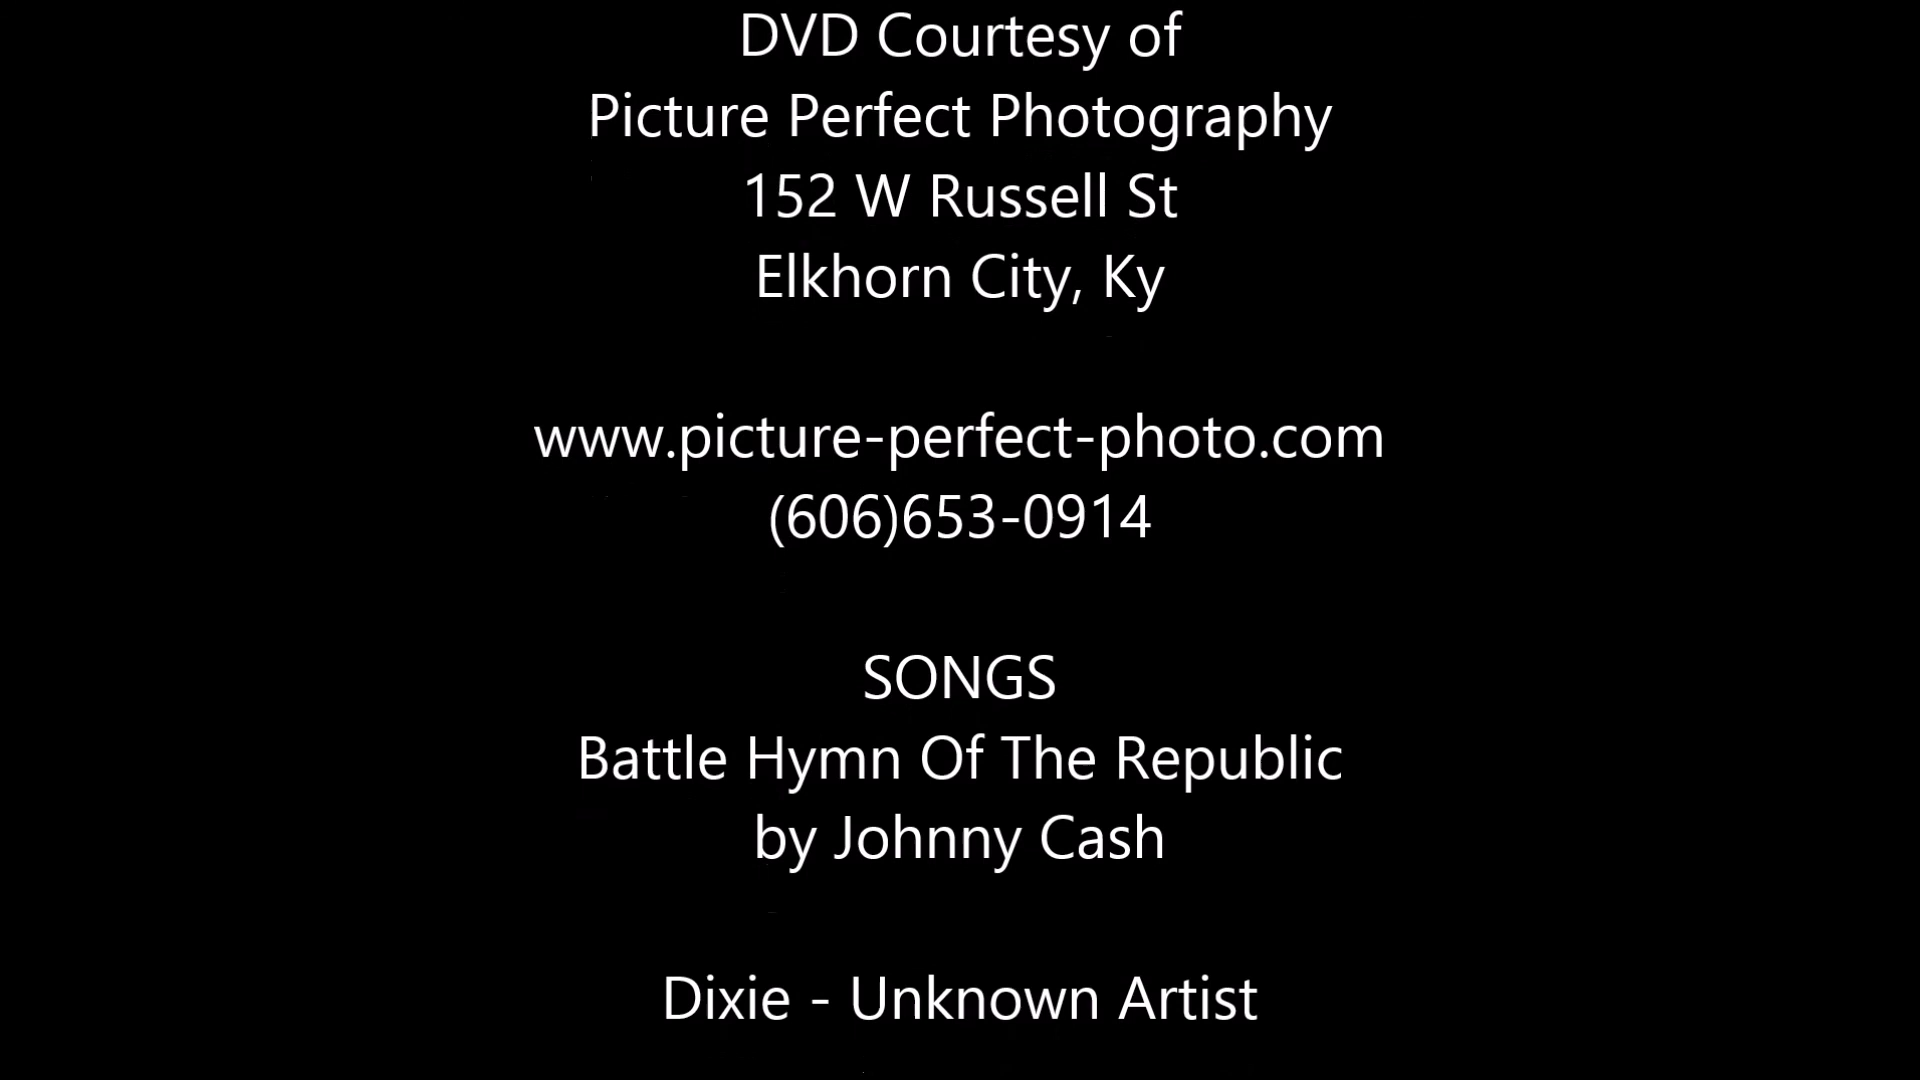 DVD Courtesy of
Picture Perfect Photography
152 W Russell St
Elkhorn City, Ky
www.picture-perfect-photo.com
(606)653-0914
SONGS
Battle Hymn Of The Republic
by Johnny Cash
Dixie - Unknown Artist